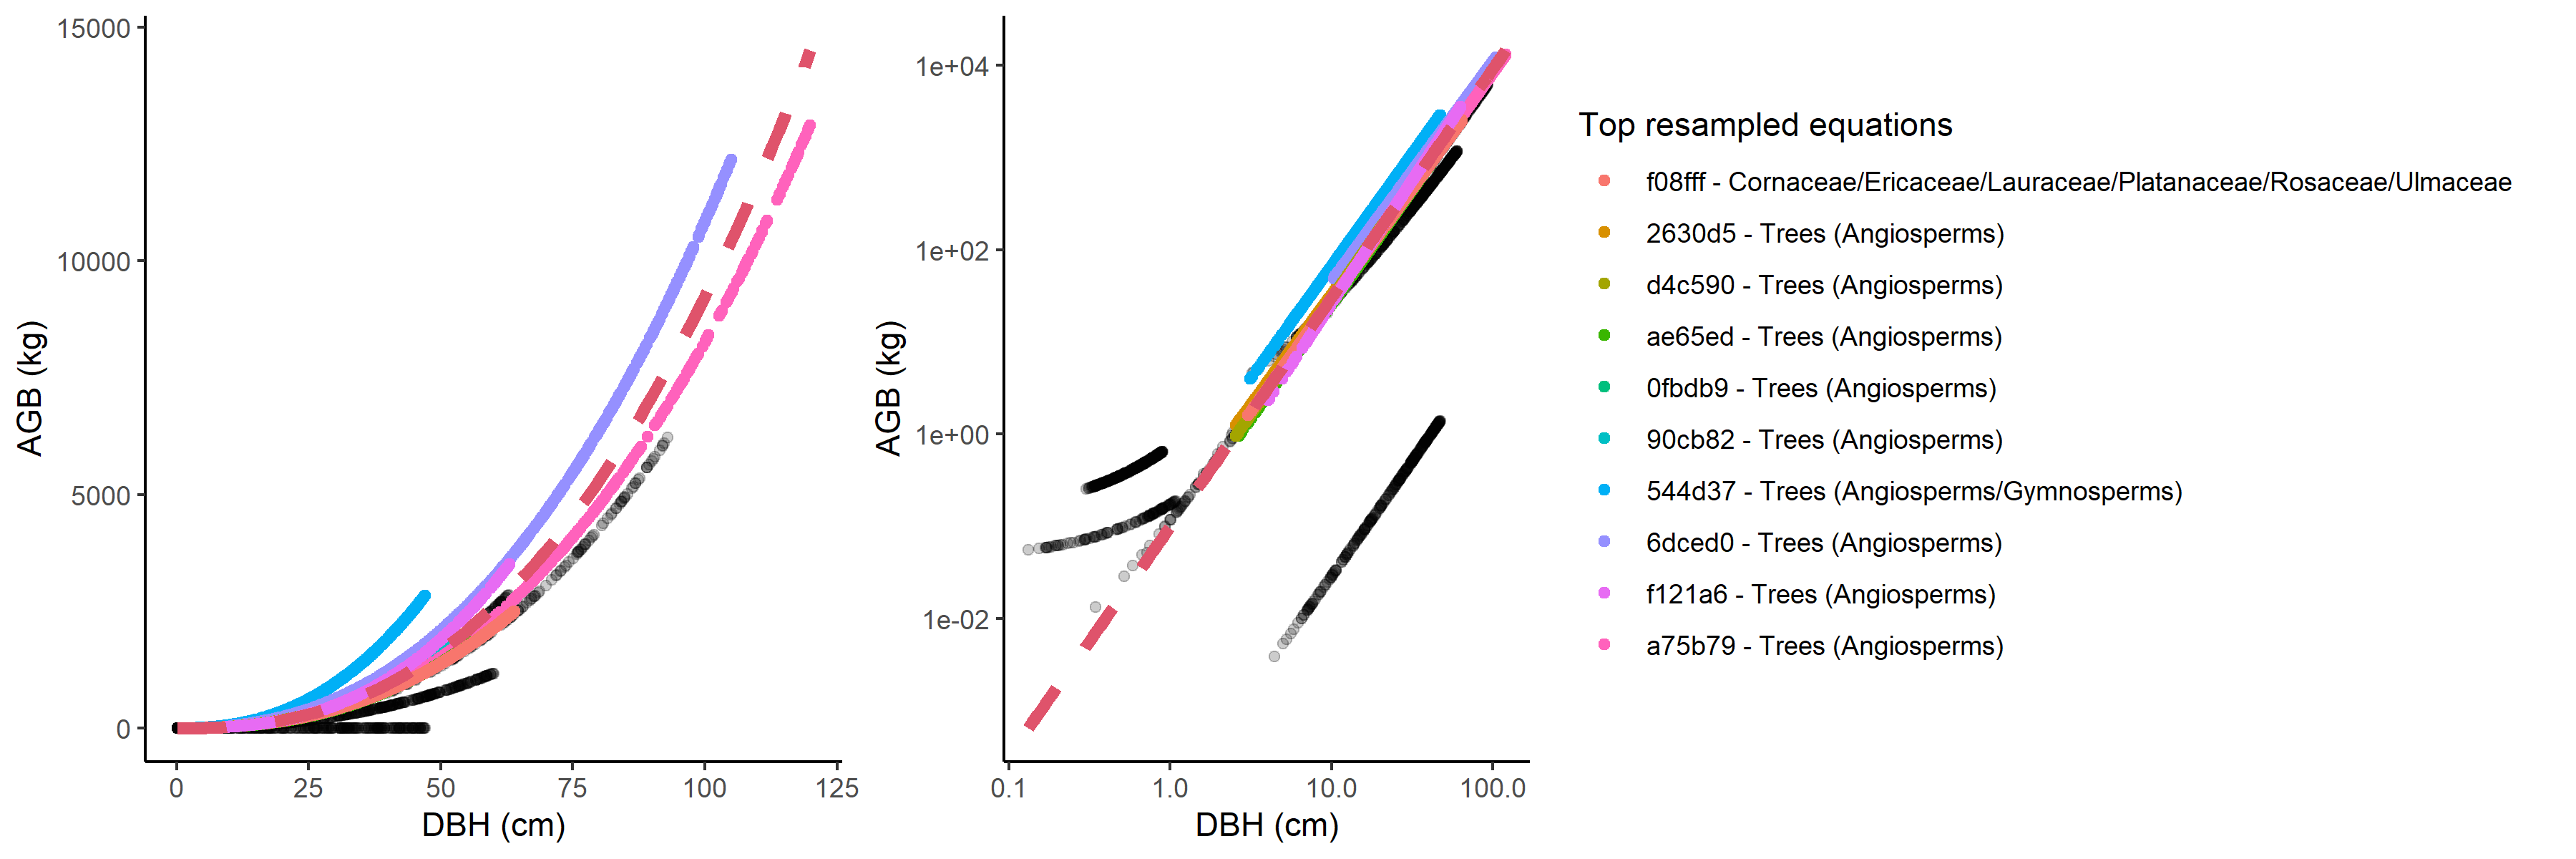 15000
10000
5000
0
AGB (kg)
0 25 50 75 100 125
DBH (cm)
1e+04
1e+02
1e+00
1e-02
AGB (kg)
0.1 1.0 10.0 100.0
DBH (cm)
Top resampled equations
f08fff - Cornaceae/Ericaceae/Lauraceae/Platanaceae/Rosaceae/Ulmaceae
2630d5 - Trees (Angiosperms)
d4c590 - Trees (Angiosperms)
ae65ed - Trees (Angiosperms)
0fbdb9 - Trees (Angiosperms)
90cb82 - Trees (Angiosperms)
544d37 - Trees (Angiosperms/Gymnosperms)
6dced0 - Trees (Angiosperms)
f121a6 - Trees (Angiosperms)
a75b79 - Trees (Angiosperms)